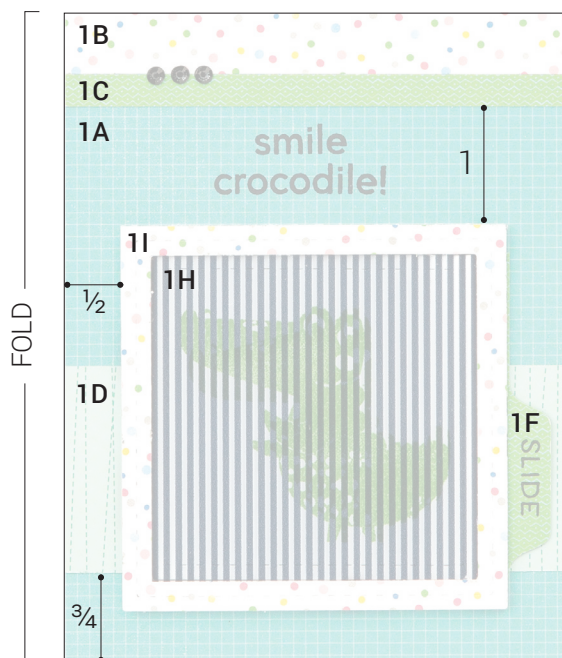 1B
1C
1A
smile
crocodile!
1
1I
1H
½
FOLD
1D
1F
SLIDE
¾